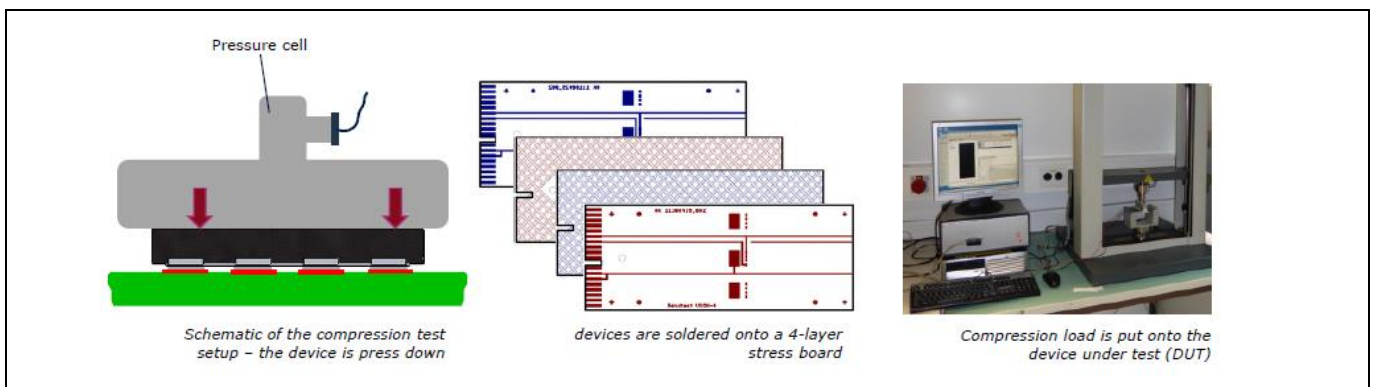 Pressure cell
Schematic of the compression test
setup – the device is press down
devices are soldered onto a 4-layer
stress board
Compression load is put onto the
device under test (DUT)